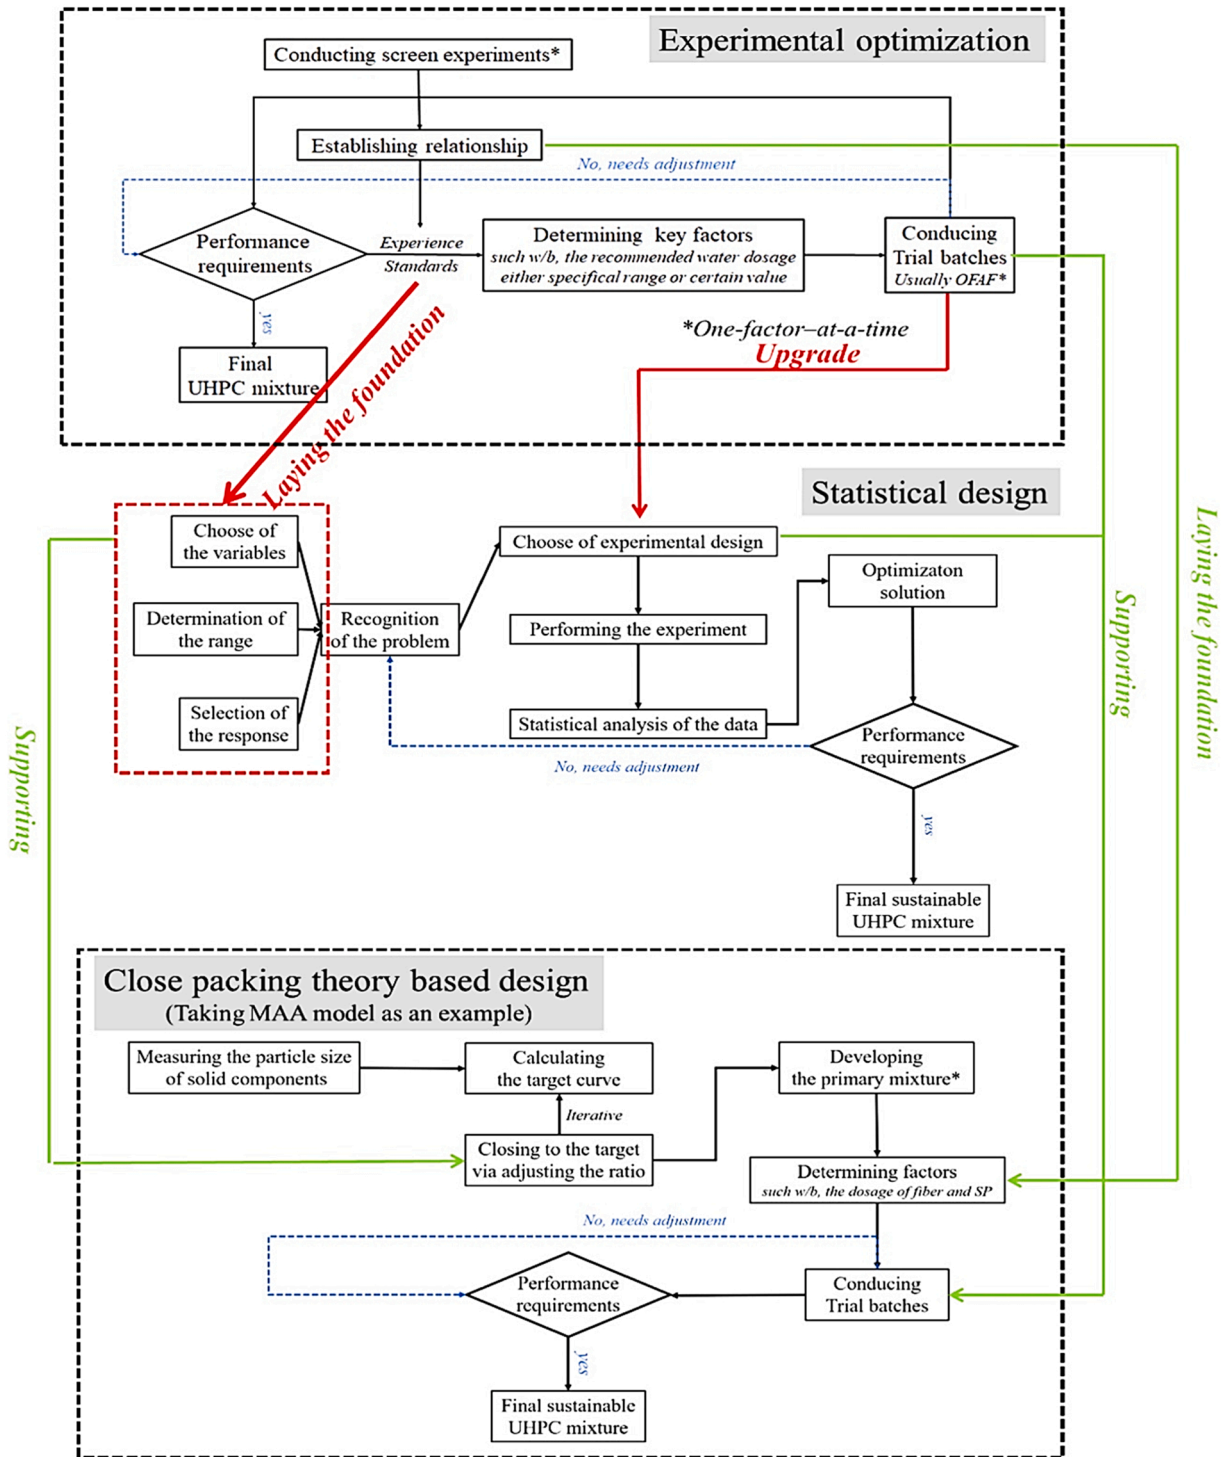 Experimental optimization
Conducting screen experiments*
Establishing relationship
No, needs adjustment
Performance
requirements
Experience
Standards
Determining key factors
such w/b, the recommended water dosage
either specifical range or certain value
Conducing
Trial batches
Usually OFAF*
yes
*One-factor–at-a-time
Upgrade
Final
UHPC mixture
Laying the foundation
Statistical design
Choose of
the variables
Determination of
the range
Selection of
the response
Recognition
of the problem
Choose of experimental design
Performing the experiment
Statistical analysis of the data
Optimizaton
solution
Performance
requirements
No, needs adjustment
yes
Final sustainable
UHPC mixture
Supporting
Supporting
Laying the foundation
Close packing theory based design
(Taking MAA model as an example)
Measuring the particle size
of solid components
Calculating
the target curve
Iterative
Closing to the target
via adjusting the ratio
Developing
the primary mixture*
Determining factors
such w/b, the dosage of fiber and SP
No, needs adjustment
Performance
requirements
Conducing
Trial batches
yes
Final sustainable
UHPC mixture